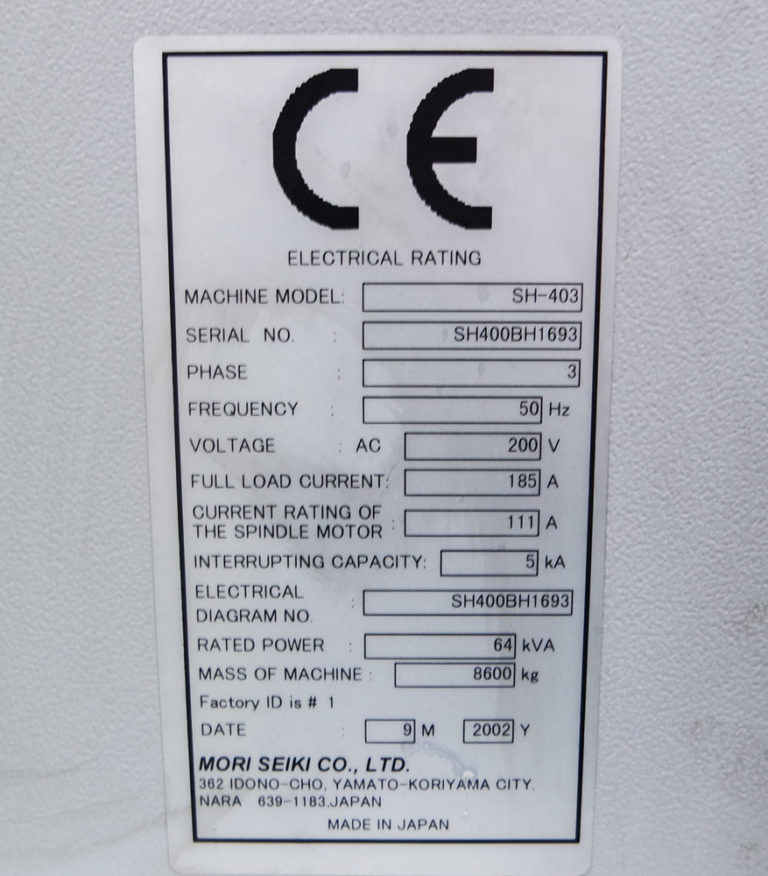 CE
ELECTRICAL RATING
MACHINE MODEL: SH-403
SERIAL NO. : SH400BH1693
PHASE : 3
FREQUENCY : 50 Hz
VOLTAGE : AC 200 V
FULL LOAD CURRENT: 185 A
CURRENT RATING OF
THE SPINDLE MOTOR : 111 A
INTERRUPTING CAPACITY: 5 kA
ELECTRICAL
DIAGRAM NO. : SH400BH1693
RATED POWER : 64 kVA
MASS OF MACHINE : 8600 kg
Factory ID is # 1
DATE : 9 M 2002 Y
MORI SEIKI CO., LTD.
362 IDONO-CHO, YAMATO-KORIYAMA CITY,
NARA 639-1183,JAPAN
MADE IN JAPAN